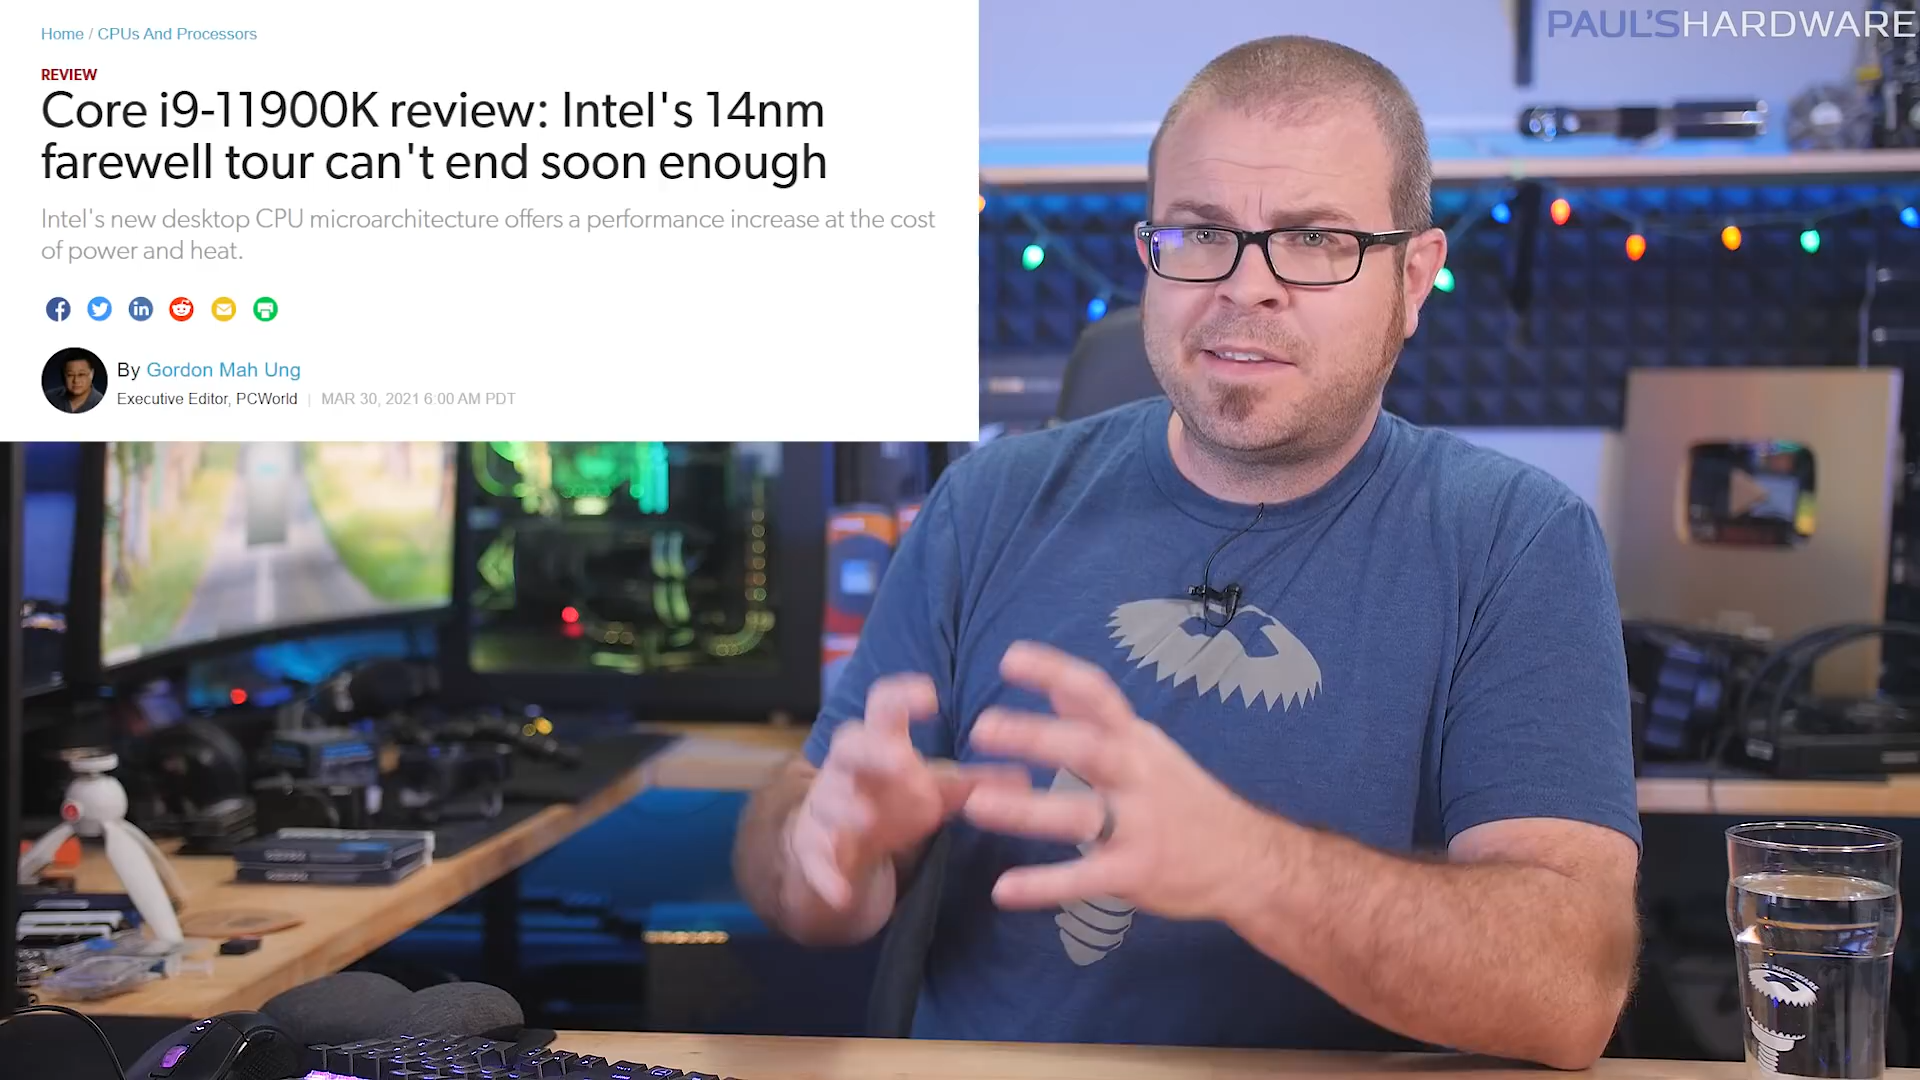 PAUL'SHARDWARE
Home / CPUs And Processors
REVIEW
Core i9-11900K review: Intel's 14nm
farewell tour can't end soon enough
Intel's new desktop CPU microarchitecture offers a performance increase at the cost
of power and heat.
By Gordon Mah Ung
Executive Editor, PCWorld | MAR 30, 2021 6:00 AM PDT
PAUL'S HARDWARE